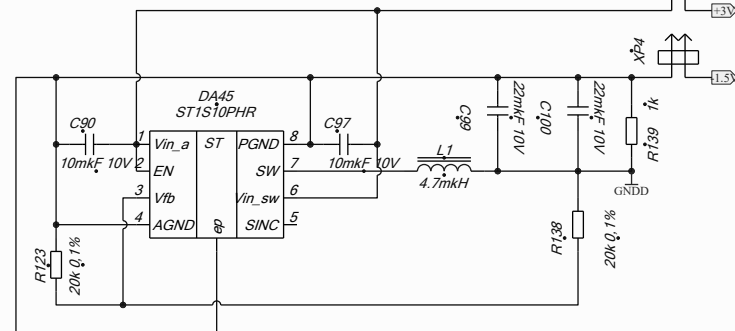 +3V
XP4
-1.5V
DA45
ST1S10PHR
C90
10mkF 10V
1
Vin_a
2
EN
3
Vfb
4
AGND
ST
ep
PGND
8
SW
7
Vin_sw
6
SINC
5
C97
10mkF 10V
L1
4.7mkH
C99
22mkF 10V
C100
22mkF 10V
R139
1k
GNDD
R123
20k 0,1%
R138
20k 0,1%